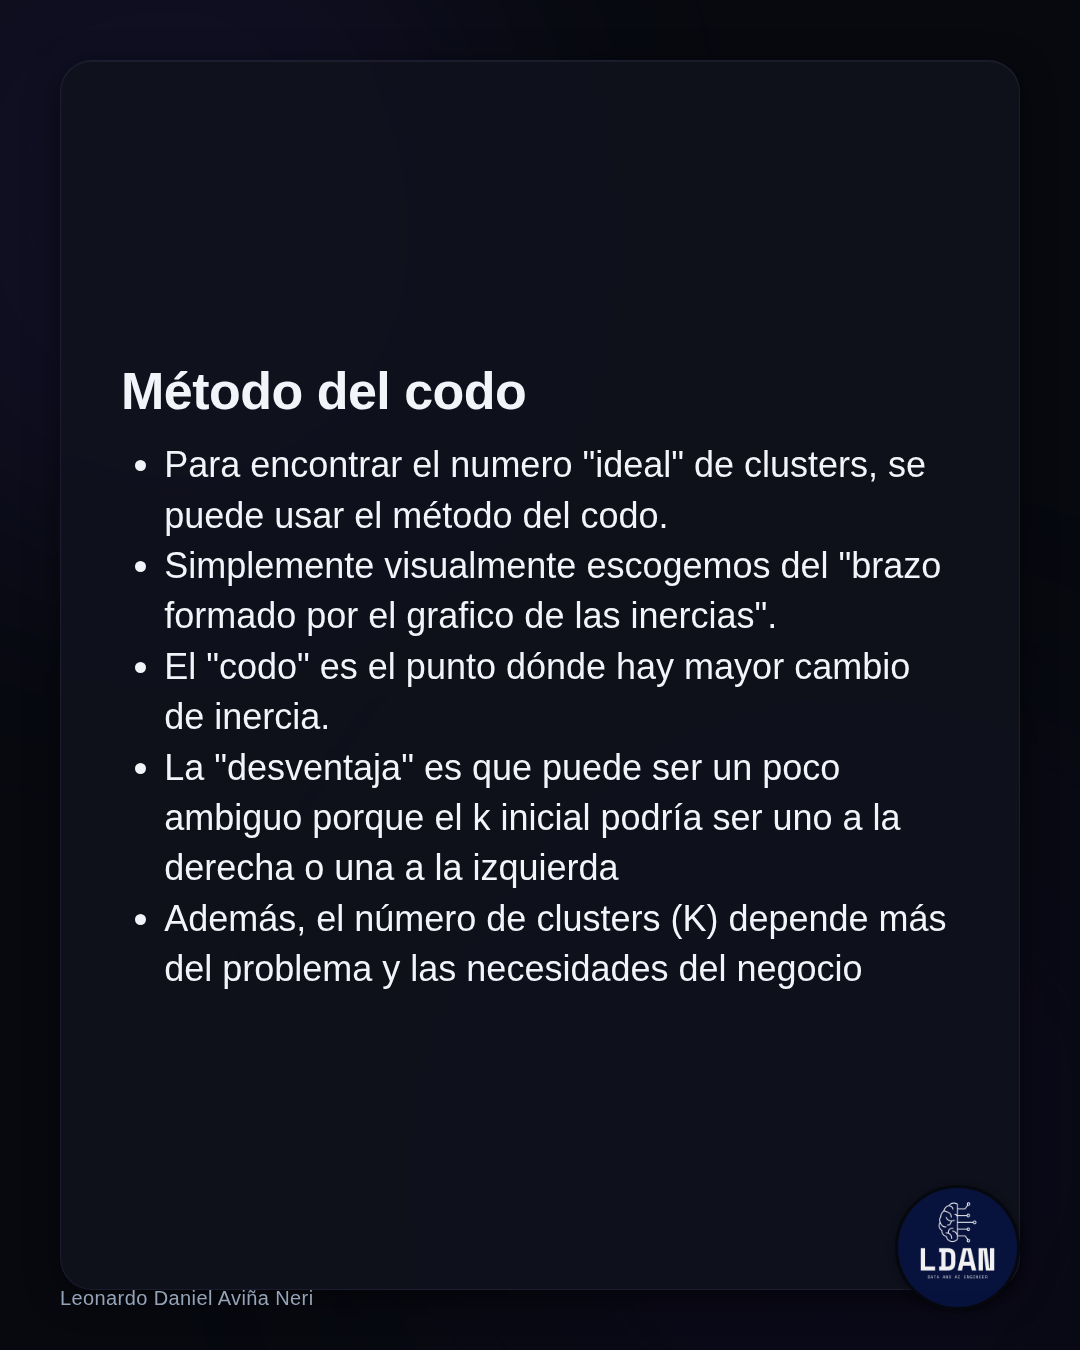 Método del codo
• Para encontrar el numero "ideal" de clusters, se
puede usar el método del codo.
• Simplemente visualmente escogemos del "brazo
formado por el grafico de las inercias".
• El "codo" es el punto dónde hay mayor cambio
de inercia.
• La "desventaja" es que puede ser un poco
ambiguo porque el k inicial podría ser uno a la
derecha o una a la izquierda
• Además, el número de clusters (K) depende más
del problema y las necesidades del negocio
LDAN
DATA AND AI ENGINEER
Leonardo Daniel Aviña Neri